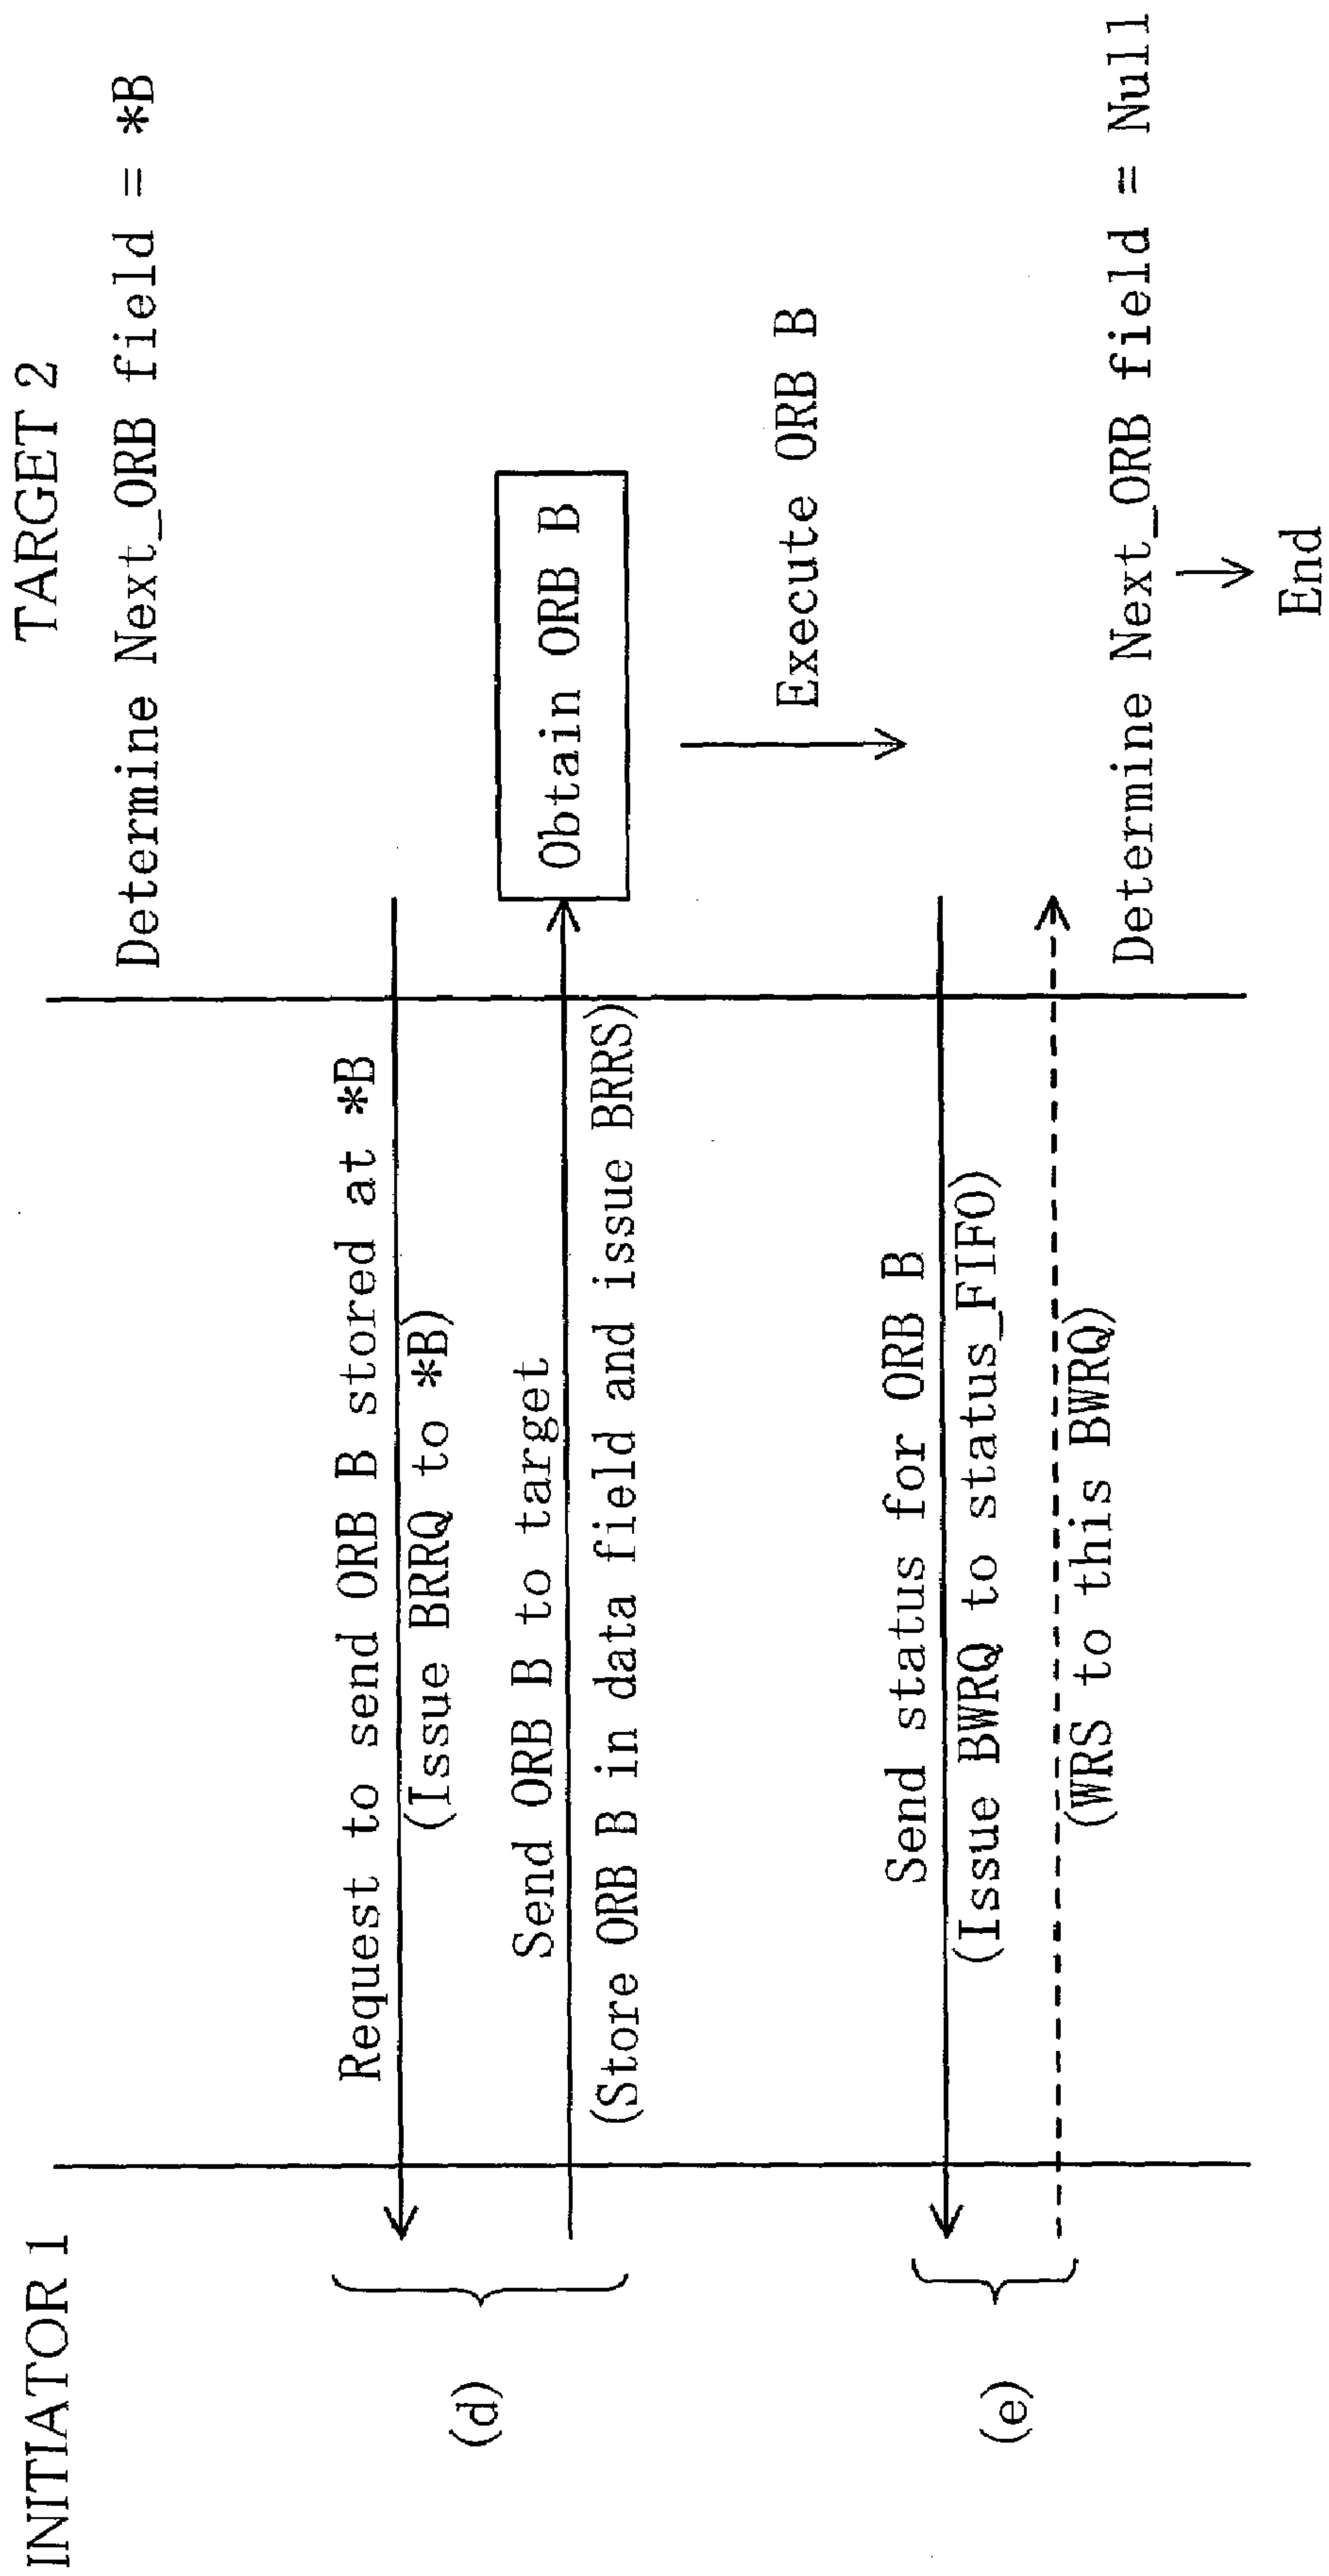 INITIATOR 1
TARGET 2
Determine Next_ORB field = *B
Request to send ORB B stored at *B
(Issue BRRQ to *B)
(d)
Send ORB B to target
Obtain ORB B
(Store ORB B in data field and issue BRRS)
Execute ORB B
Send status for ORB B
(Issue BWRQ to status_FIFO)
(e)
(WRS to this BWRQ)
Determine Next_ORB field = Null
End